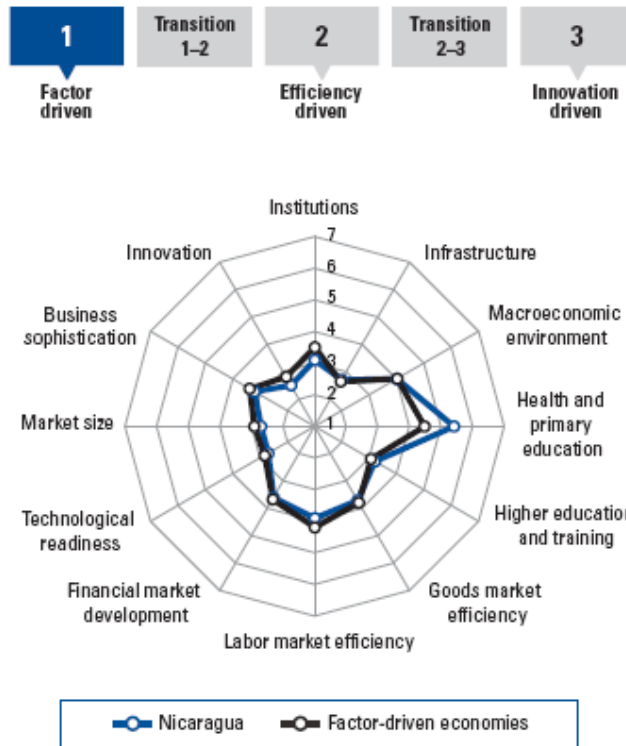 1
Transition
1–2
2
Transition
2–3
3
Factor
driven
Efficiency
driven
Innovation
driven
Institutions
Innovation
Infrastructure
Business
sophistication
Macroeconomic
environment
Market size
Health and
primary
education
Technological
readiness
Higher education
and training
Financial market
development
Goods market
efficiency
Labor market efficiency
7
6
5
4
3
2
1
Nicaragua
Factor-driven economies